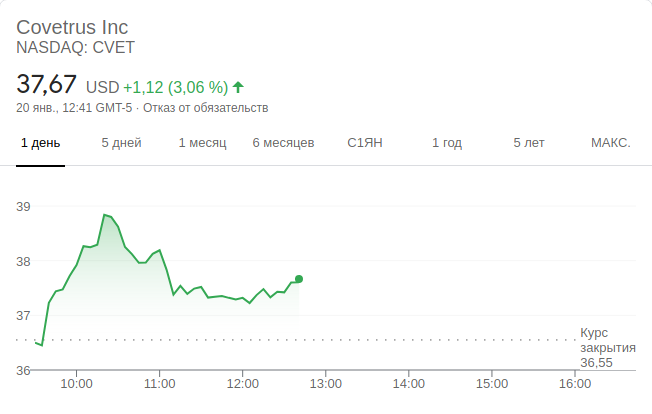 Covetrus Inc
NASDAQ: CVET
37,67 USD +1,12 (3,06 %)
20 янв., 12:41 GMT-5 · Отказ от обязательств
1 день 5 дней 1 месяц 6 месяцев С1ЯН 1 год 5 лет МАКС.
39
38
37
Курс
закрытия
36,55
36
10:00 11:00 12:00 13:00 14:00 15:00 16:00